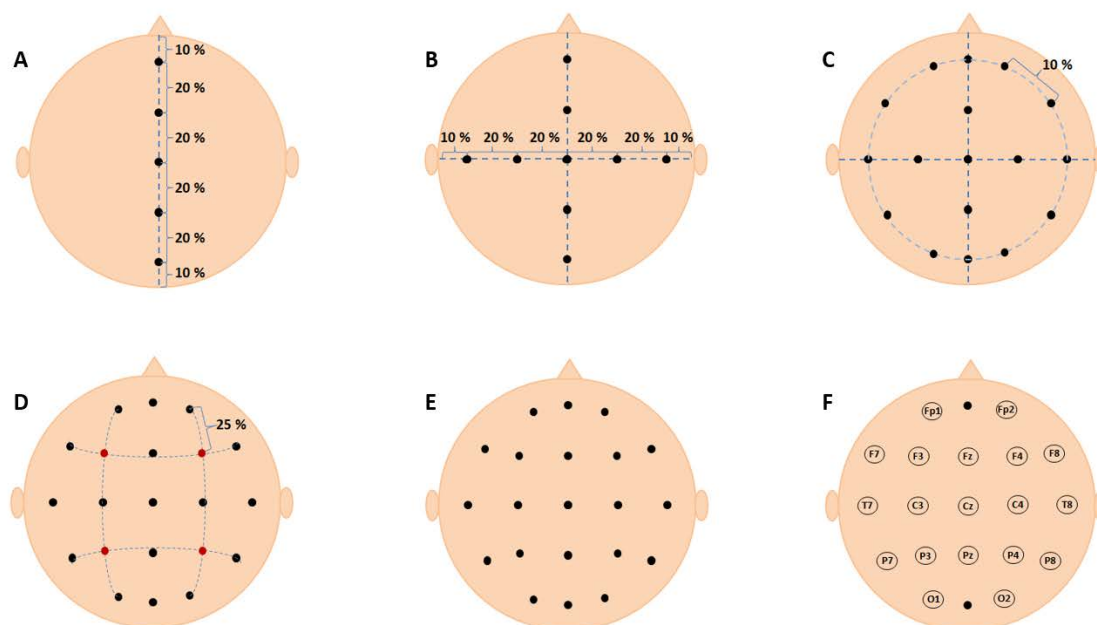 A
10 %
20 %
20 %
20 %
20 %
10 %
B
10 % 20 % 20 % 20 % 20 % 10 %
C
10 %
D
25 %
E
F
Fp1 Fp2
F7 F3 Fz F4 F8
T7 C3 Cz C4 T8
P7 P3 Pz P4 P8
O1 O2